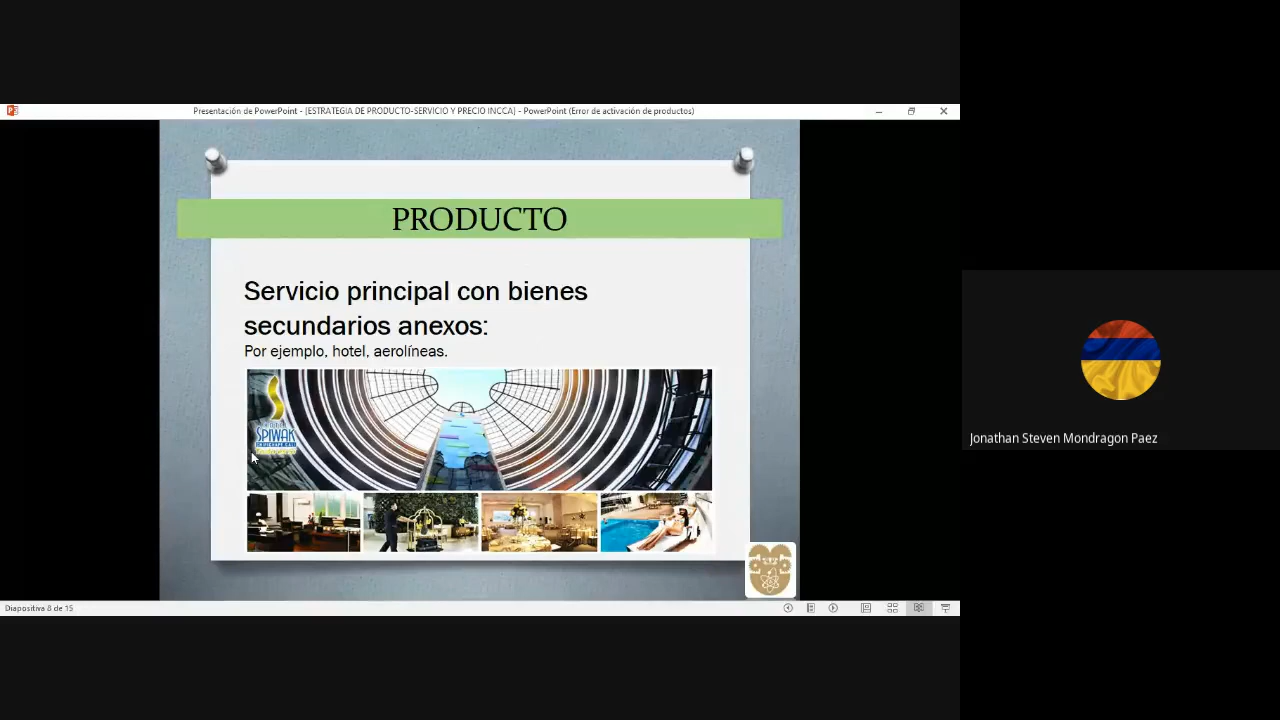 Presentación de PowerPoint - [ESTRATEGIA DE PRODUCTO-SERVICIO Y PRECIO INCCA] - PowerPoint (Error de activación de productos)
PRODUCTO
Servicio principal con bienes
secundarios anexos:
Por ejemplo, hotel, aerolíneas.
SPIWAK
Jonathan Steven Mondragon Paez
Diapositiva 8 de 15